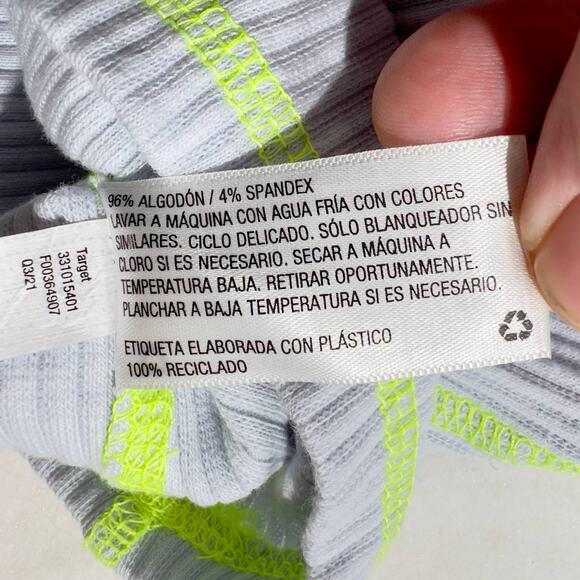 96% ALGODÓN / 4% SPANDEX
LAVAR A MÁQUINA CON AGUA FRÍA CON COLORES
SIMILARES. CICLO DELICADO. SÓLO BLANQUEADOR SIN
CLORO SI ES NECESARIO. SECAR A MÁQUINA A
TEMPERATURA BAJA. RETIRAR OPORTUNAMENTE.
PLANCHAR A BAJA TEMPERATURA SI ES NECESARIO.
ETIQUETA ELABORADA CON PLÁSTICO
100% RECICLADO
Target
331015401
F00364907
Q3/21